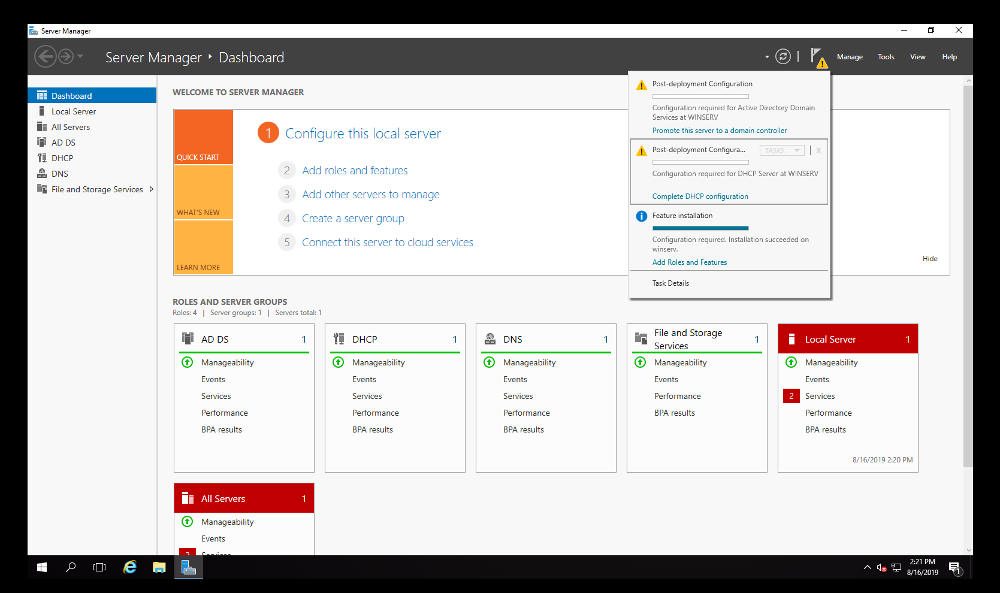 Server Manager
Server Manager ‣ Dashboard
Manage
Tools
View
Help
Dashboard
Local Server
All Servers
AD DS
DHCP
DNS
File and Storage Services
WELCOME TO SERVER MANAGER
QUICK START
WHAT'S NEW
LEARN MORE
1 Configure this local server
2 Add roles and features
3 Add other servers to manage
4 Create a server group
5 Connect this server to cloud services
Hide
Post-deployment Configuration
Configuration required for Active Directory Domain
Services at WINSERV
Promote this server to a domain controller
Post-deployment Configura...
TASKS
X
Configuration required for DHCP Server at WINSERV
Complete DHCP configuration
Feature installation
Configuration required. Installation succeeded on
winserv.
Add Roles and Features
Task Details
ROLES AND SERVER GROUPS
Roles: 4 | Server groups: 1 | Servers total: 1
AD DS 1
Manageability
Events
Services
Performance
BPA results
DHCP 1
Manageability
Events
Services
Performance
BPA results
DNS 1
Manageability
Events
Services
Performance
BPA results
File and Storage
Services 1
Manageability
Events
Performance
BPA results
Local Server 1
Manageability
Events
2 Services
Performance
BPA results
8/16/2019 2:20 PM
All Servers 1
Manageability
Events
2 Services
2:21 PM
8/16/2019
1